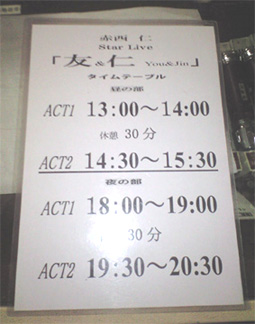 赤西 仁
Star Live
「友&仁 You&Jin」
タイムテーブル
昼の部
ACT1 13:00～14:00
休憩 30分
ACT2 14:30～15:30
夜の部
ACT1 18:00～19:00
30分
ACT2 19:30～20:30